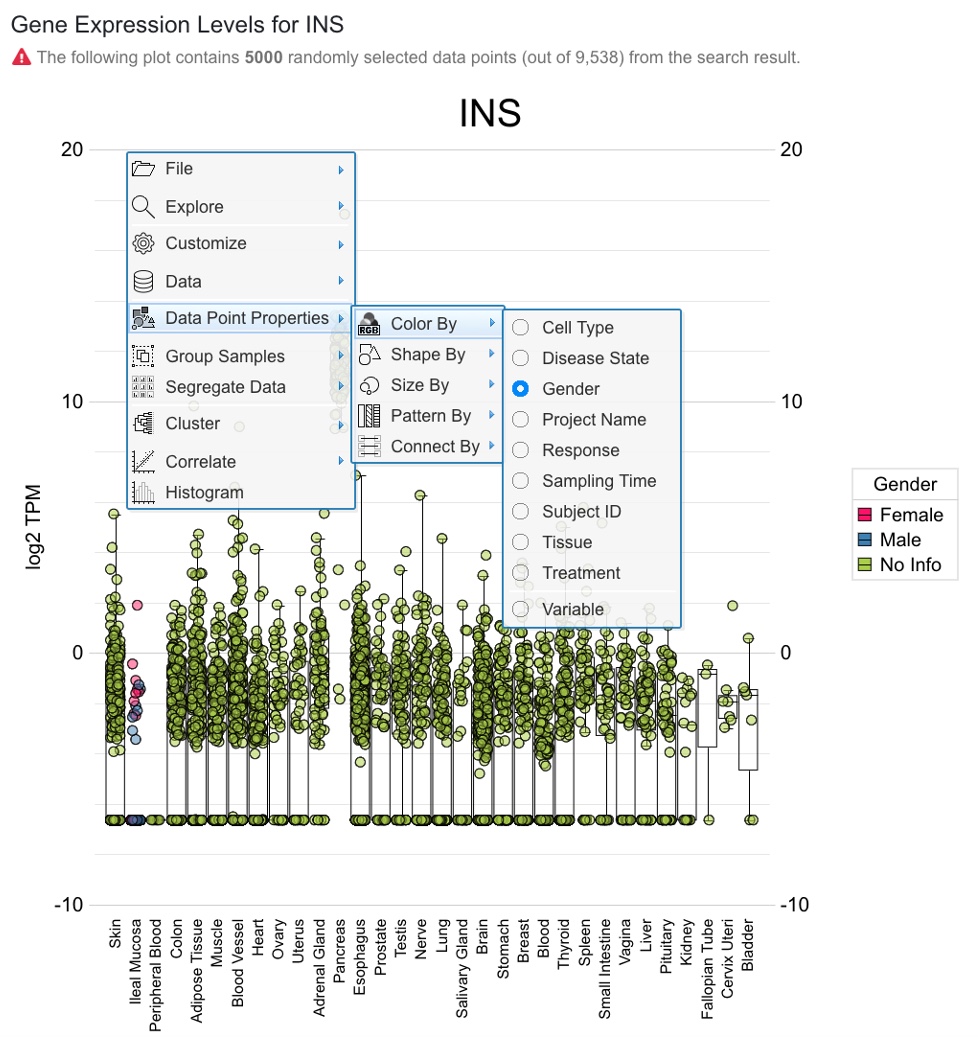 Gene Expression Levels for INS
The following plot contains 5000 randomly selected data points (out of 9,538) from the search result.
INS
20
20
File
Explore
Customize
Data
Data Point Properties
Group Samples
Segregate Data
Cluster
Correlate
Histogram
RGB
Color By
Shape By
Size By
Pattern By
Connect By
Cell Type
Disease State
Gender
Project Name
Response
Sampling Time
Subject ID
Tissue
Treatment
Variable
10
10
log2 TPM
Gender
Female
Male
No Info
0
0
-10
-10
Skin
Ileal Mucosa
Peripheral Blood
Colon
Adipose Tissue
Muscle
Blood Vessel
Heart
Ovary
Uterus
Adrenal Gland
Pancreas
Esophagus
Prostate
Testis
Nerve
Lung
Salivary Gland
Brain
Stomach
Breast
Blood
Thyroid
Spleen
Small Intestine
Vagina
Liver
Pituitary
Kidney
Fallopian Tube
Cervix Uteri
Bladder